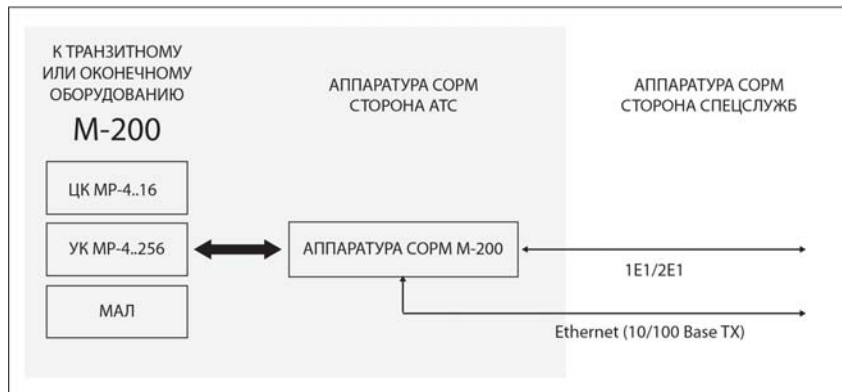 К ТРАНЗИТНОМУ
ИЛИ ОКОНЕЧНОМУ
ОБОРУДОВАНИЮ
М-200
АППАРАТУРА СОРМ
СТОРОНА АТС
АППАРАТУРА СОРМ
СТОРОНА СПЕЦСЛУЖБ
ЦК МР-4..16
УК МР-4..256
АППАРАТУРА СОРМ М-200
1E1/2E1
МАЛ
Ethernet (10/100 Base TX)